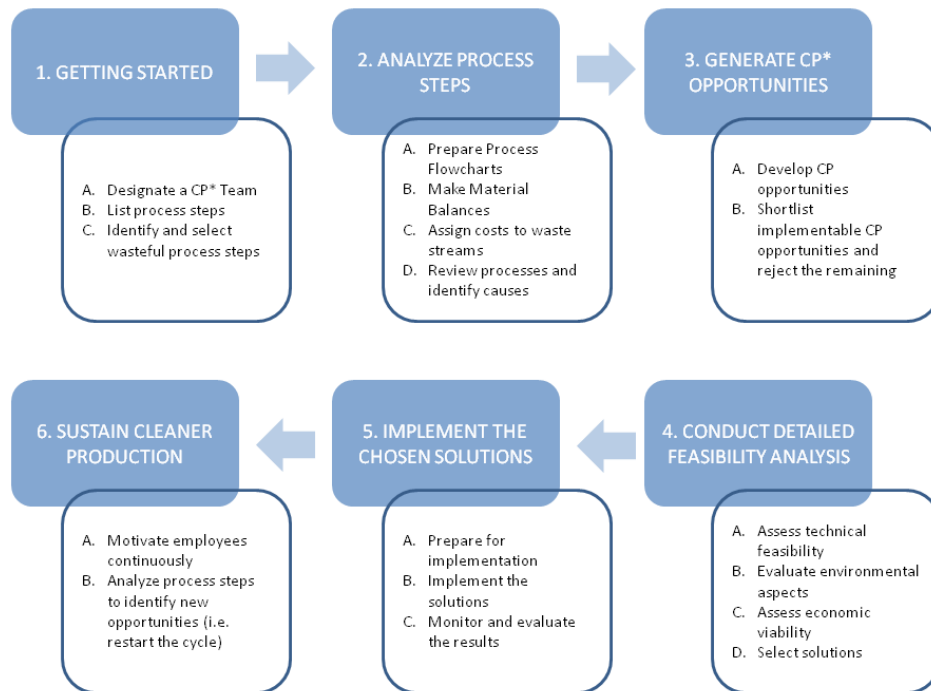 1. GETTING STARTED
A. Designate a CP* Team
B. List process steps
C. Identify and select
wasteful process steps
2. ANALYZE PROCESS
STEPS
A. Prepare Process
Flowcharts
B. Make Material
Balances
C. Assign costs to waste
streams
D. Review processes and
identify causes
3. GENERATE CP*
OPPORTUNITIES
A. Develop CP
opportunities
B. Shortlist
implementable CP
opportunities and
reject the remaining
4. CONDUCT DETAILED
FEASIBILITY ANALYSIS
A. Assess technical
feasibility
B. Evaluate environmental
aspects
C. Assess economic
viability
D. Select solutions
5. IMPLEMENT THE
CHOSEN SOLUTIONS
A. Prepare for
implementation
B. Implement the
solutions
C. Monitor and evaluate
the results
6. SUSTAIN CLEANER
PRODUCTION
A. Motivate employees
continuously
B. Analyze process steps
to identify new
opportunities (i.e.
restart the cycle)